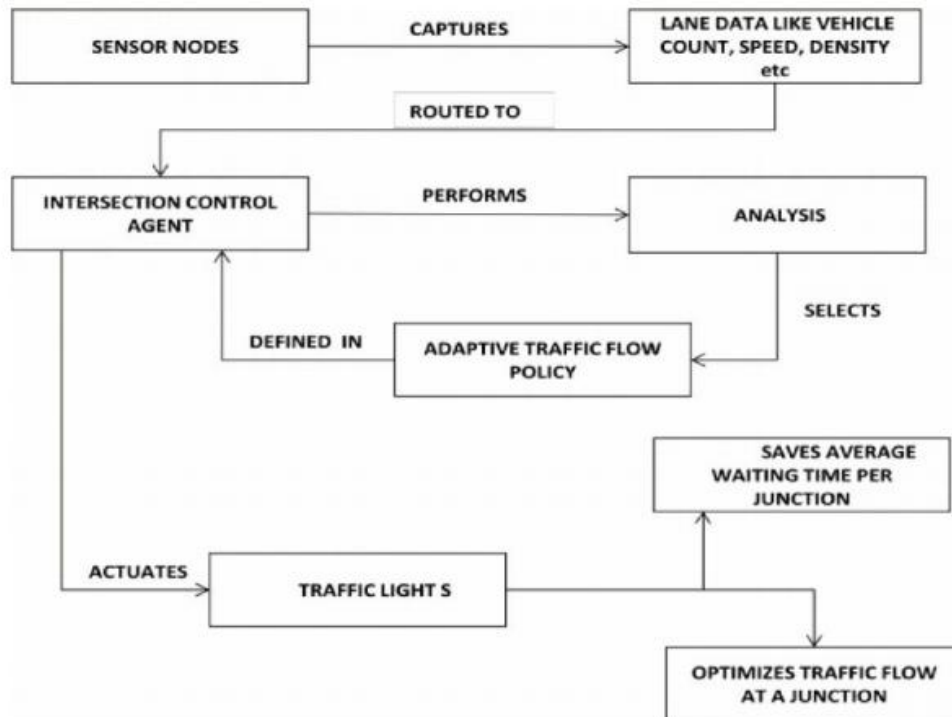 SENSOR NODES
CAPTURES
LANE DATA LIKE VEHICLE
COUNT, SPEED, DENSITY
etc
ROUTED TO
INTERSECTION CONTROL
AGENT
PERFORMS
ANALYSIS
SELECTS
DEFINED IN
ADAPTIVE TRAFFIC FLOW
POLICY
SAVES AVERAGE
WAITING TIME PER
JUNCTION
ACTUATES
TRAFFIC LIGHT S
OPTIMIZES TRAFFIC FLOW
AT A JUNCTION